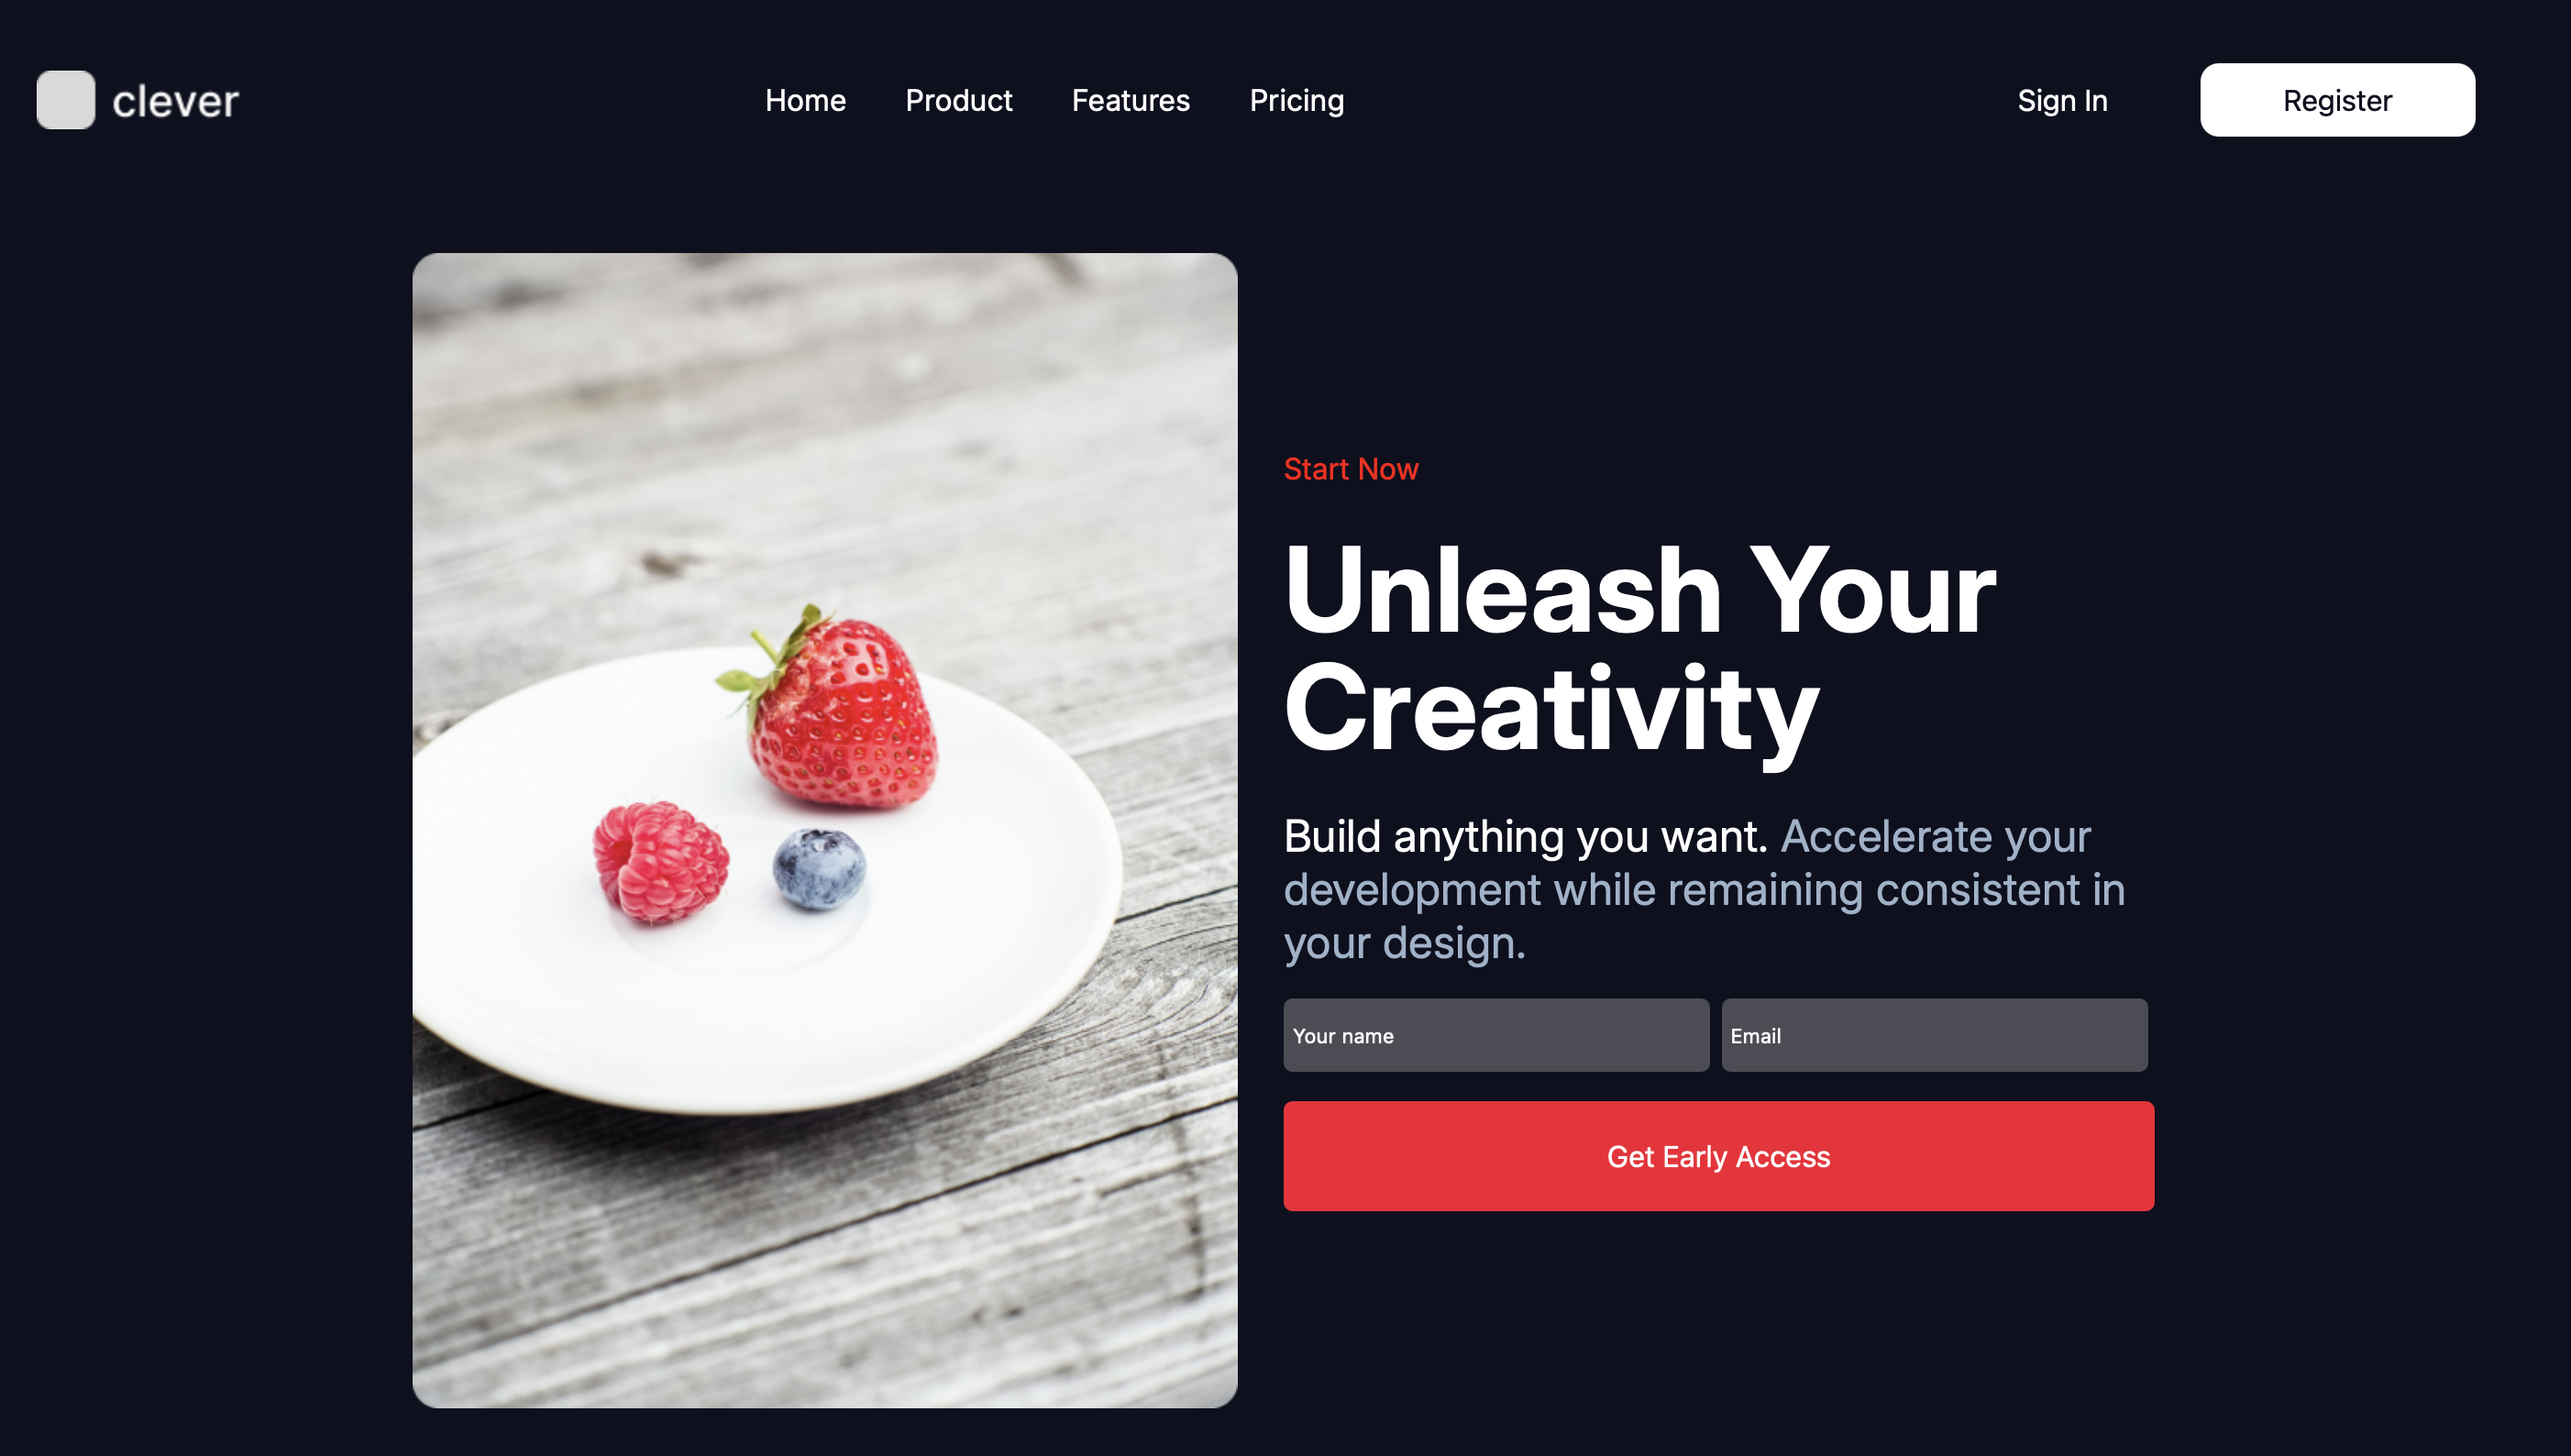 clever
Home Product Features Pricing
Sign In
Register
Start Now
Unleash Your
Creativity
Build anything you want. Accelerate your
development while remaining consistent in
your design.
Your name
Email
Get Early Access